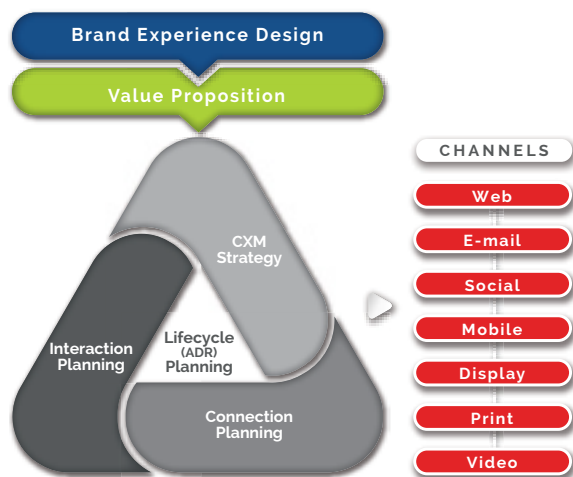 Brand Experience Design
Value Proposition
CXM
Strategy
Interaction
Planning
Lifecycle
(ADR)
Planning
Connection
Planning
CHANNELS
Web
E-mail
Social
Mobile
Display
Print
Video